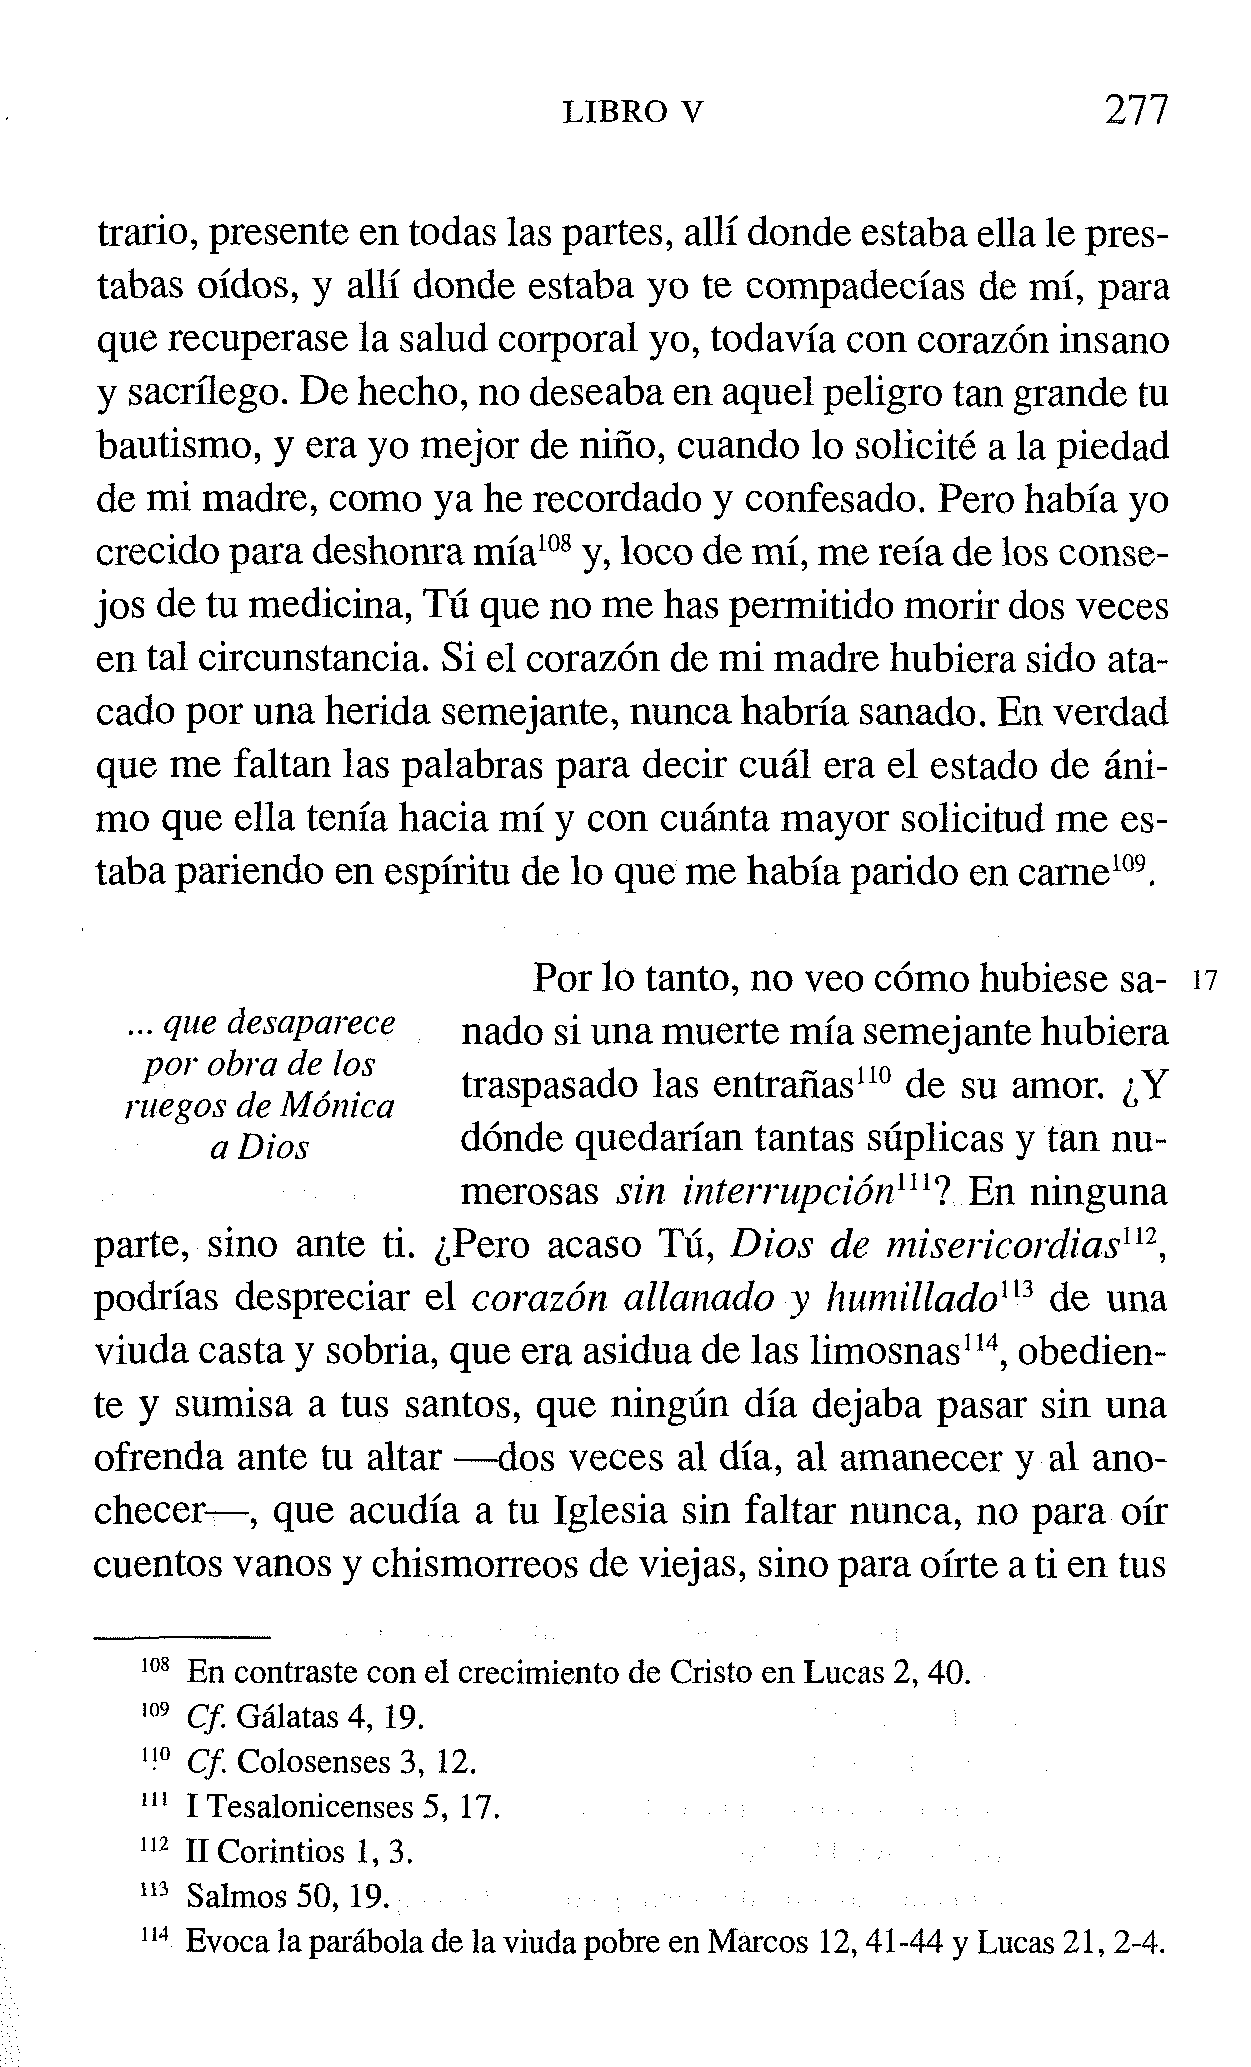 LIBRO V 277
trario, presente en todas las partes, allí donde estaba ella le pres-
tabas oídos, y allí donde estaba yo te compadecías de mí, para
que recuperase la salud corporal yo, todavía con corazón insano
y sacrílego. De hecho, no deseaba en aquel peligro tan grande tu
bautismo, y era yo mejor de niño, cuando lo solicité a la piedad
de mi madre, como ya he recordado y confesado. Pero había yo
crecido para deshonra mía¹⁰⁸ y, loco de mí, me reía de los conse-
jos de tu medicina, Tú que no me has permitido morir dos veces
en tal circunstancia. Si el corazón de mi madre hubiera sido ata-
cado por una herida semejante, nunca habría sanado. En verdad
que me faltan las palabras para decir cuál era el estado de áni-
mo que ella tenía hacia mí y con cuánta mayor solicitud me es-
taba pariendo en espíritu de lo que me había parido en carne¹⁰⁹.
... que desaparece
por obra de los
ruegos de Mónica
a Dios
Por lo tanto, no veo cómo hubiese sa- 17
nado si una muerte mía semejante hubiera
traspasado las entrañas¹¹⁰ de su amor. ¿Y
dónde quedarían tantas súplicas y tan nu-
merosas sin interrupción¹¹¹? En ninguna
parte, sino ante ti. ¿Pero acaso Tú, Dios de misericordias¹¹²,
podrías despreciar el corazón allanado y humillado¹¹³ de una
viuda casta y sobria, que era asidua de las limosnas¹¹⁴, obedien-
te y sumisa a tus santos, que ningún día dejaba pasar sin una
ofrenda ante tu altar —dos veces al día, al amanecer y al ano-
checer—, que acudía a tu Iglesia sin faltar nunca, no para oír
cuentos vanos y chismorreos de viejas, sino para oírte a ti en tus
¹⁰⁸ En contraste con el crecimiento de Cristo en Lucas 2, 40.
¹⁰⁹ Cf. Gálatas 4, 19.
¹¹⁰ Cf. Colosenses 3, 12.
¹¹¹ I Tesalonicenses 5, 17.
¹¹² II Corintios 1, 3.
¹¹³ Salmos 50, 19.
¹¹⁴ Evoca la parábola de la viuda pobre en Marcos 12, 41-44 y Lucas 21, 2-4.